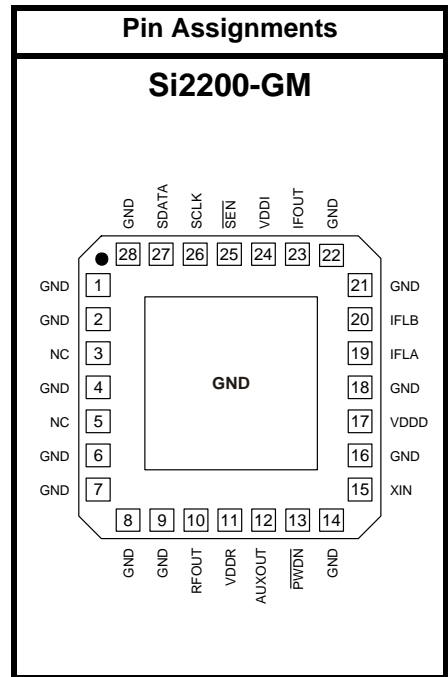 Pin Assignments
Si2200-GM
GND
SDATA
SCLK
SEN
VDDI
IFOUT
GND
28 27 26 25 24 23 22
GND 1
GND 2
NC 3
GND 4
NC 5
GND 6
GND 7
GND
21 GND
20 IFLB
19 IFLA
18 GND
17 VDDD
16 GND
15 XIN
8 9 10 11 12 13 14
GND
GND
RFOUT
VDDR
AUXOUT
PWDN
GND